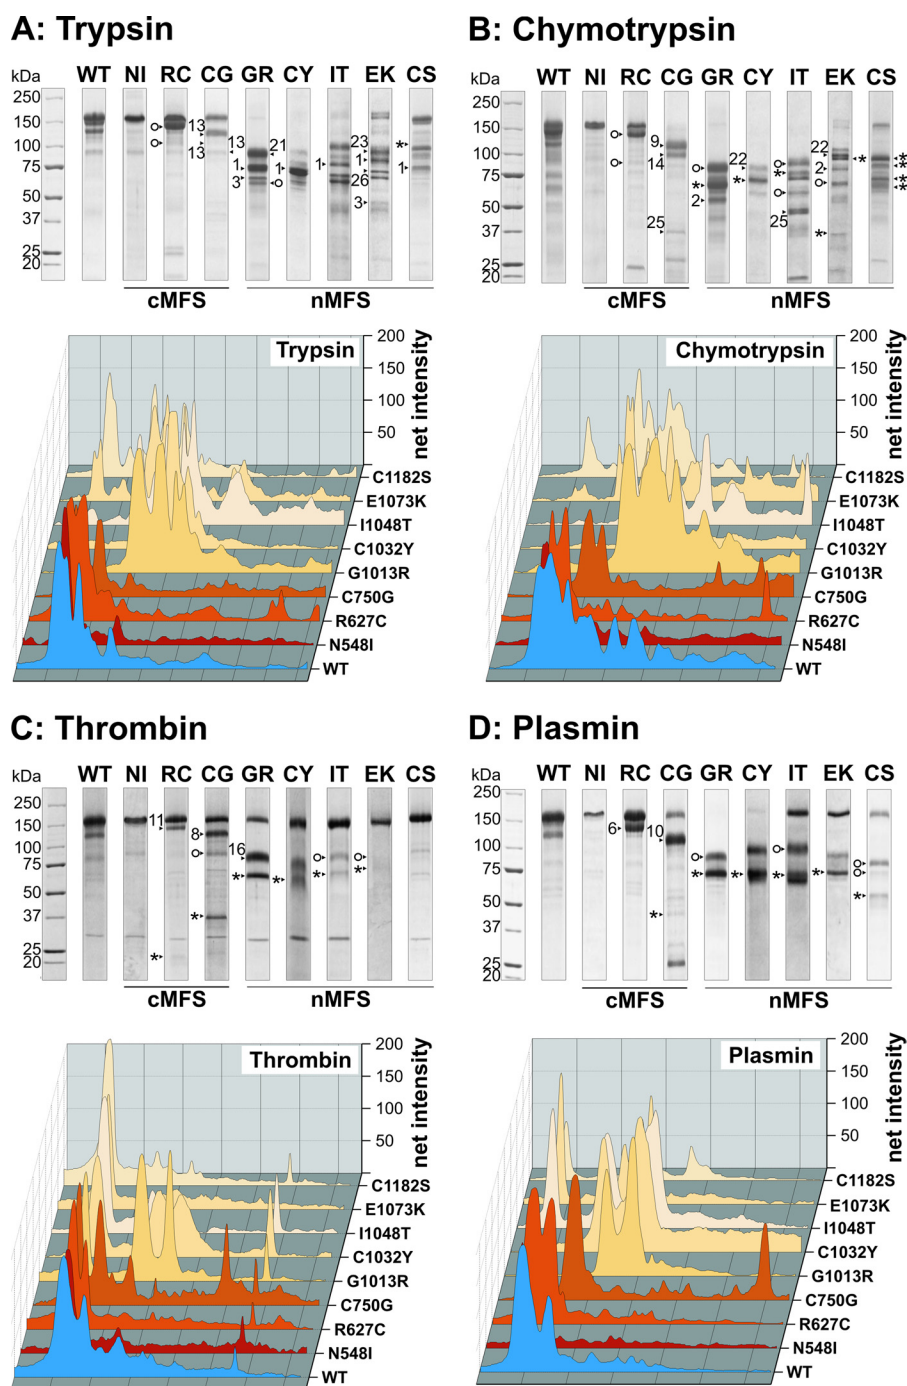 A: Trypsin
kDa WT NI RC CG GR CY IT EK CS
250
150
100
75
50
37
25
20
13
13
13
21
1
3
1
23
1
26
1
3
*
1
cMFS nMFS
200
150
100
50
net intensity
Trypsin
C1182S
E1073K
I1048T
C1032Y
G1013R
C750G
R627C
N548I
WT
B: Chymotrypsin
kDa WT NI RC CG GR CY IT EK CS
250
150
100
75
50
37
25
20
9
14
25
*
2
22
*
*
25
22
2
*
*
**
*
**
*
cMFS nMFS
200
150
100
50
net intensity
Chymotrypsin
C1182S
E1073K
I1048T
C1032Y
G1013R
C750G
R627C
N548I
WT
C: Thrombin
kDa WT NI RC CG GR CY IT EK CS
250
150
100
75
50
37
25
20
11
*
8
*
16
*
*
*
*
cMFS nMFS
200
150
100
50
net intensity
Thrombin
C1182S
E1073K
I1048T
C1032Y
G1013R
C750G
R627C
N548I
WT
D: Plasmin
kDa WT NI RC CG GR CY IT EK CS
250
150
100
75
50
37
25
20
6
10
*
*
*
*
*
*
cMFS nMFS
200
150
100
50
net intensity
Plasmin
C1182S
E1073K
I1048T
C1032Y
G1013R
C750G
R627C
N548I
WT